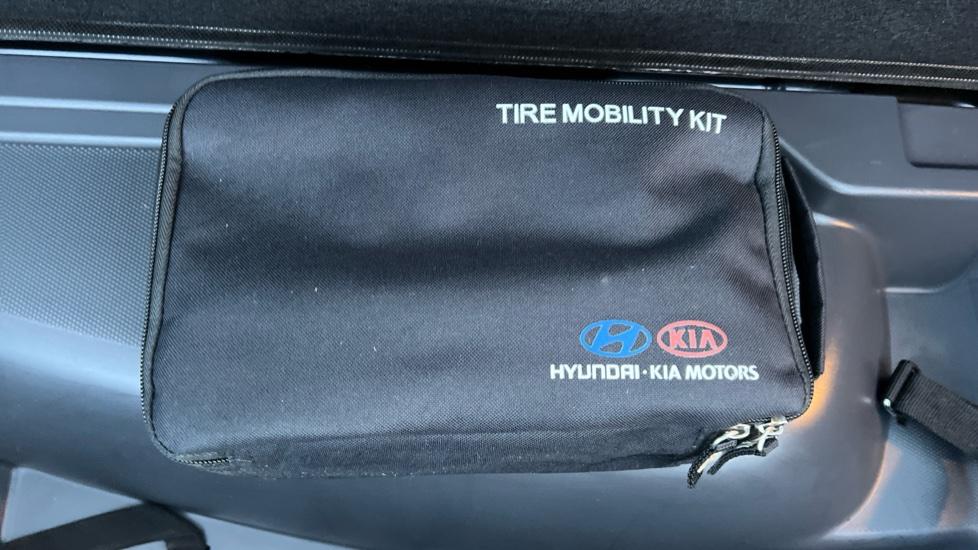 TIRE MOBILITY KIT
KIA
HYUNDAI · KIA MOTORS